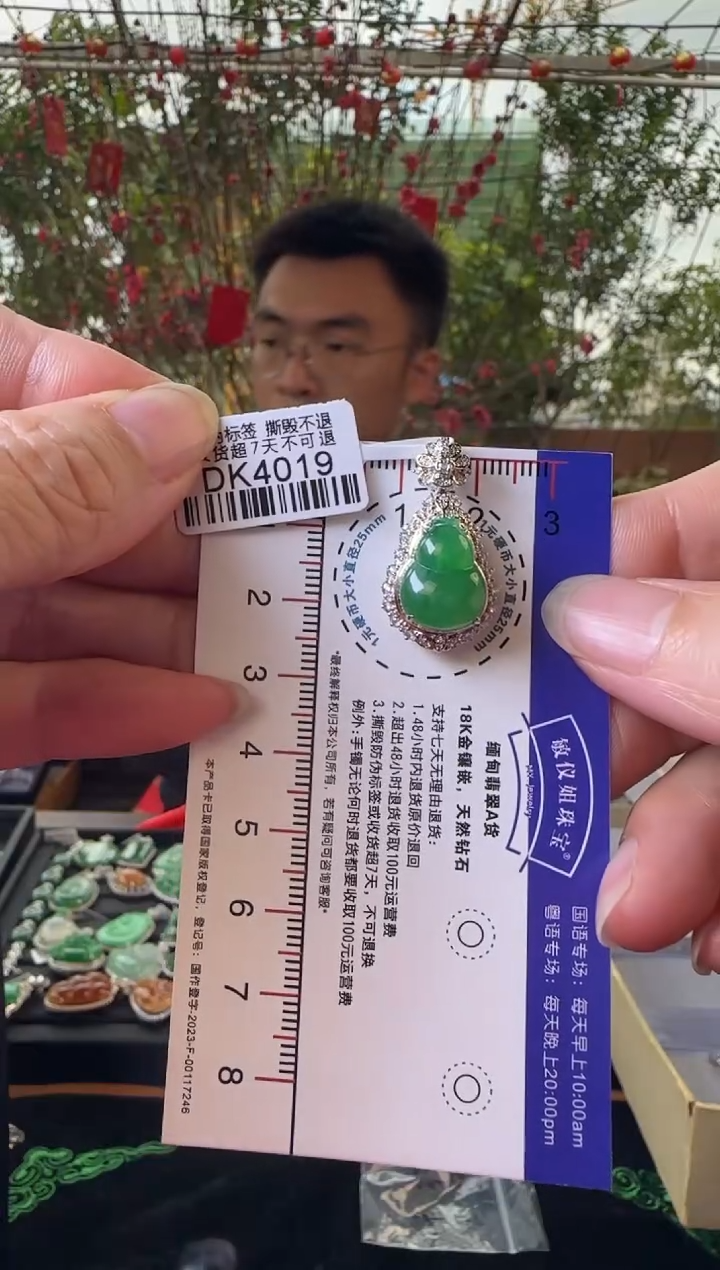 标签 撕毁不退
货超7天不可退
DK4019
1 2 3
2
3
4
5
6
7
8
1元硬币大小直径25mm
1元硬币大小直径25mm
敏仪姐珠宝®
国语专场：每天早上10:00am
粤语专场：每天晚上20:00pm
缅甸翡翠A货
18K金镶嵌，天然钻石
支持七天无理由退货：
1.48小时内退货原价退回
2.超出48小时退货收取100元运营费
3.撕毁防伪标签或收货超7天，不可退换
例外：手镯无论何时退货都要收取100元运营费
*最终解释权归本公司所有，若有疑问可咨询客服*
本产品卡已取得国家版权登记，登记号：国作登字-2023-F-00117246